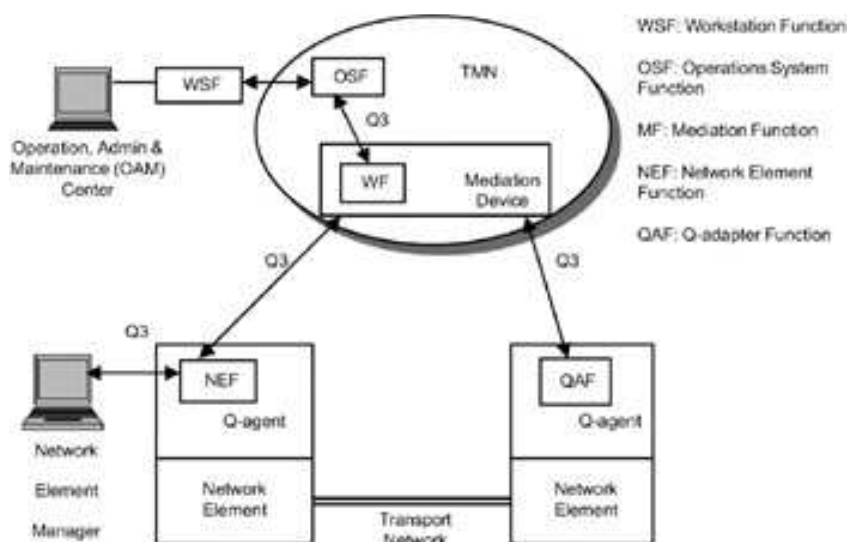 WSF: Workstation Function
OSF: Operations System
Function
MF: Mediation Function
NEF: Network Element
Function
QAF: Q-adapter Function
WSF
OSF
TMN
Q3
Operation, Admin &
Maintenance (OAM)
Center
WF
Mediation
Device
Q3
Q3
Q3
NEF
QAF
Q-agent
Q-agent
Network
Element
Manager
Network
Element
Network
Element
Transport
Network